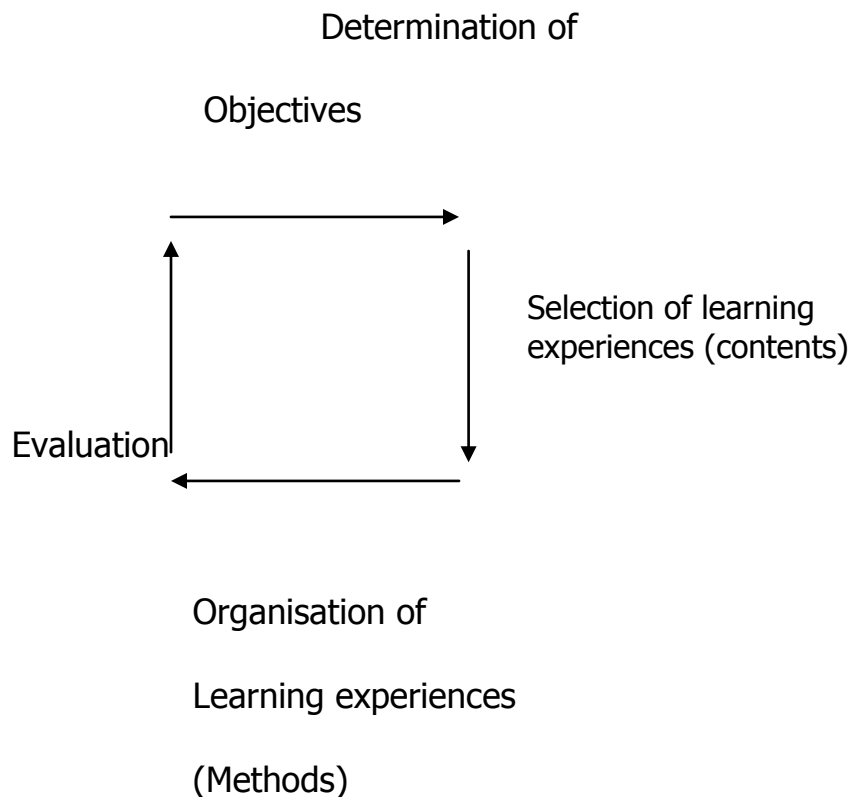 Determination of
Objectives
Selection of learning
experiences (contents)
Evaluation
Organisation of
Learning experiences
(Methods)